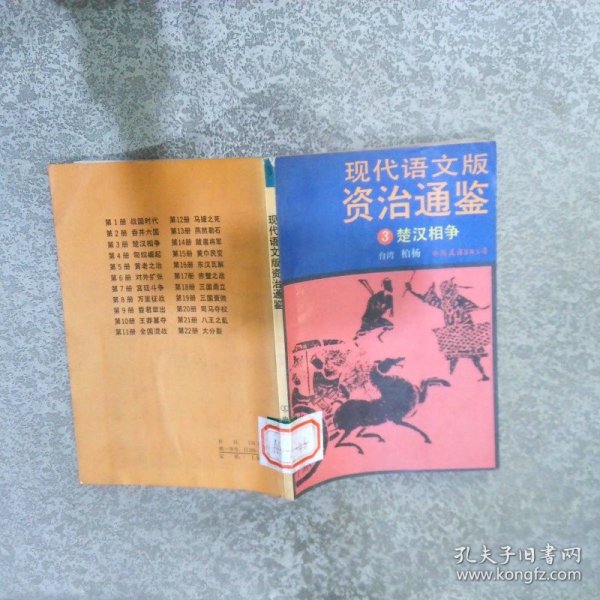 现代语文版
资治通鉴
3 楚汉相争
台湾 柏杨
现代语文版资治通鉴
第1册 战国时代
第2册 吞并六国
第3册 楚汉相争
第4册 匈奴崛起
第5册 黄老之治
第6册 对外扩张
第7册 宫廷斗争
第8册 万里征战
第9册 昏君辈出
第10册 王莽篡夺
第11册 全国混战
第12册 马援之死
第13册 燕然勒石
第14册 跋扈将军
第15册 黄巾民变
第16册 东汉瓦解
第17册 赤壁之战
第18册 三国鼎立
第19册 三国衰微
第20册 司马夺权
第21册 八王之乱
第22册 大分裂
孔夫子旧书网
www.kongfz.com